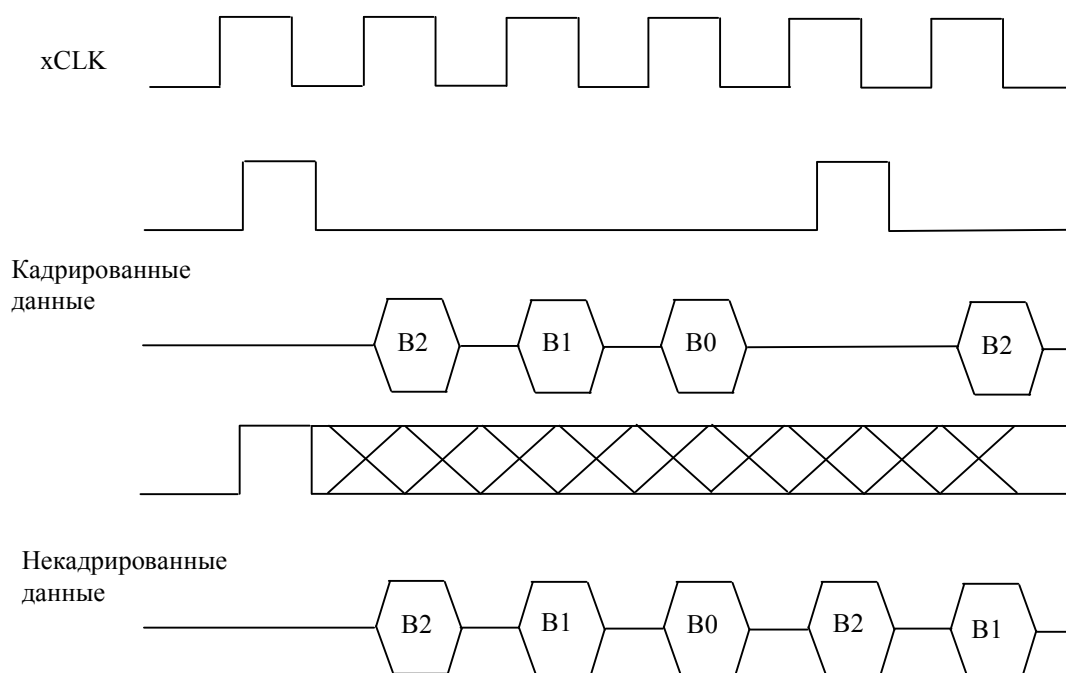 xCLK
Кадрированные
данные
B2 B1 B0 B2
Некадрированные
данные
B2 B1 B0 B2 B1